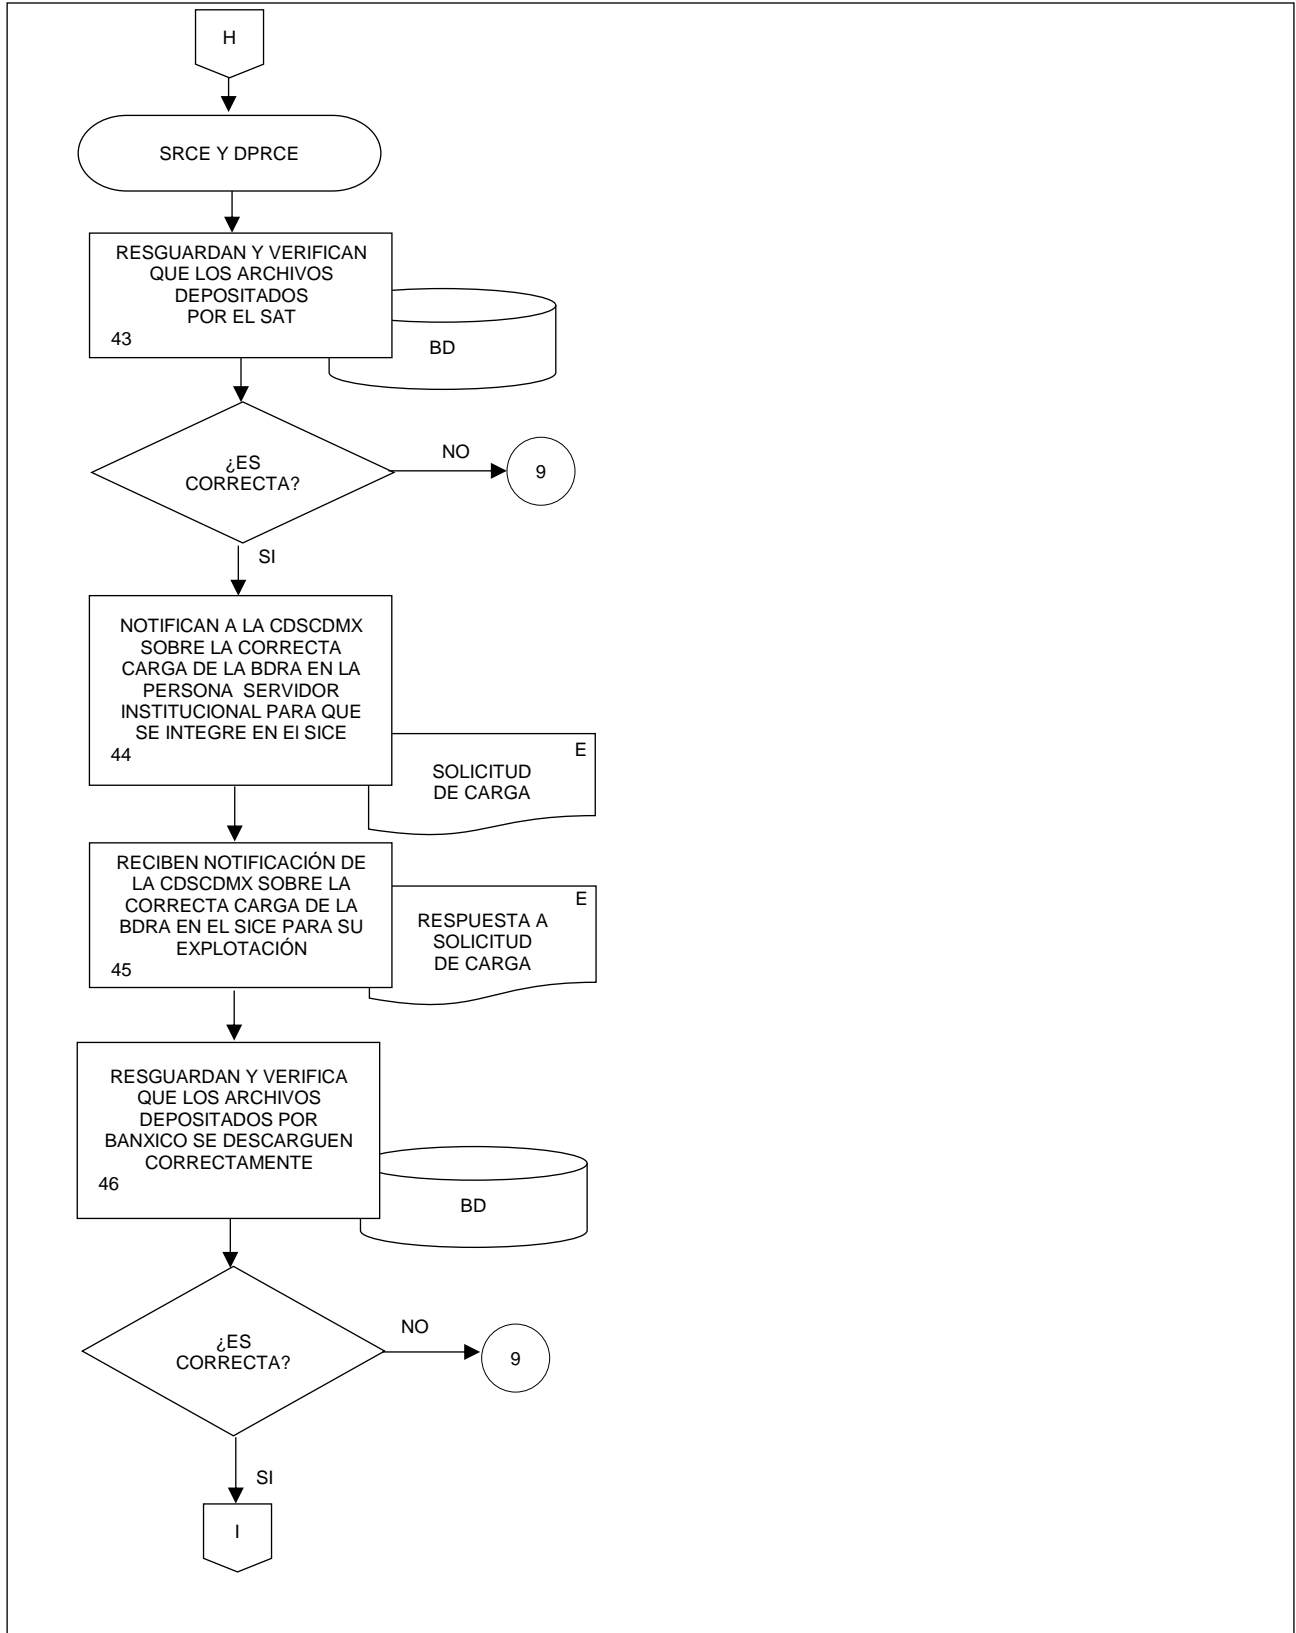 H
SRCE Y DPRCE
RESGUARDAN Y VERIFICAN
QUE LOS ARCHIVOS
DEPOSITADOS
POR EL SAT
43
BD
¿ES
CORRECTA?
NO
9
SI
NOTIFICAN A LA CDSCDMX
SOBRE LA CORRECTA
CARGA DE LA BDRA EN LA
PERSONA SERVIDOR
INSTITUCIONAL PARA QUE
SE INTEGRE EN El SICE
44
E
SOLICITUD
DE CARGA
RECIBEN NOTIFICACIÓN DE
LA CDSCDMX SOBRE LA
CORRECTA CARGA DE LA
BDRA EN EL SICE PARA SU
EXPLOTACIÓN
45
E
RESPUESTA A
SOLICITUD
DE CARGA
RESGUARDAN Y VERIFICA
QUE LOS ARCHIVOS
DEPOSITADOS POR
BANXICO SE DESCARGUEN
CORRECTAMENTE
46
BD
¿ES
CORRECTA?
NO
9
SI
I